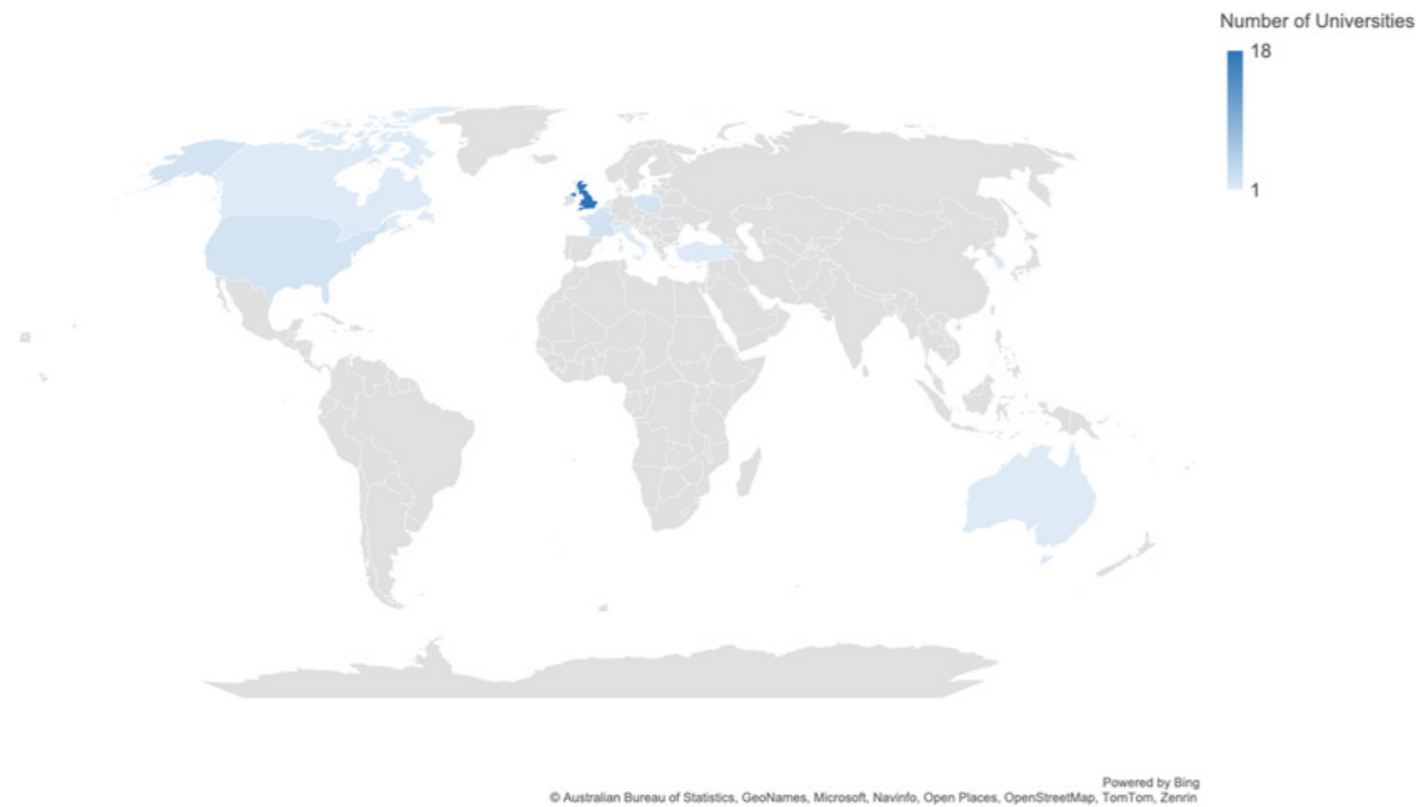 Number of Universities
18
1
Powered by Bing
© Australian Bureau of Statistics, GeoNames, Microsoft, Navinfo, Open Places, OpenStreetMap, TomTom, Zenrin